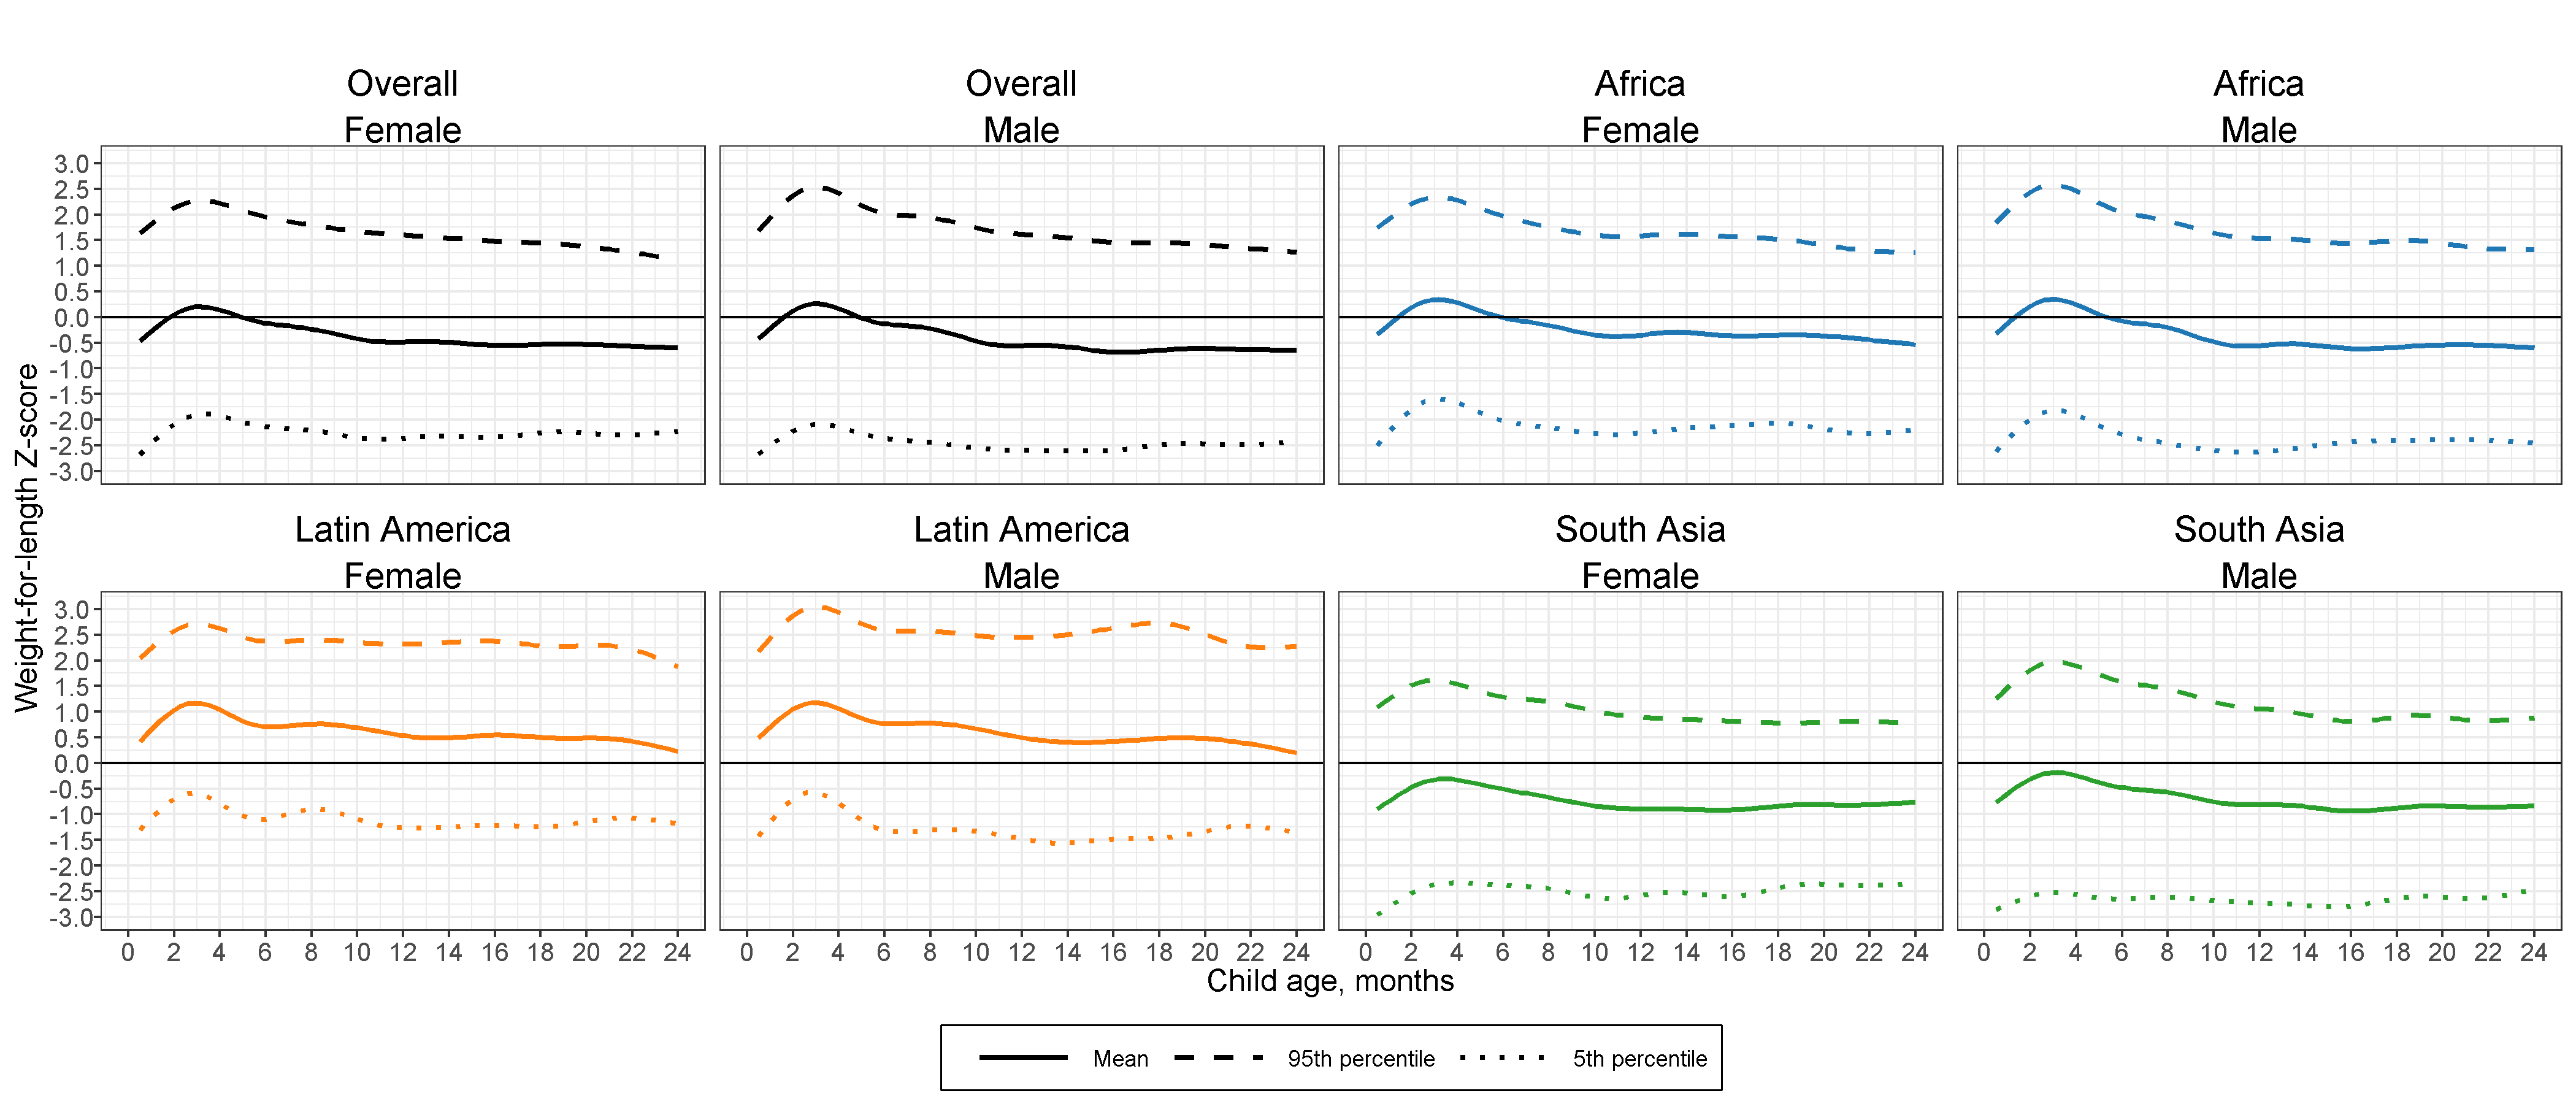 Overall
Female
Overall
Male
Africa
Female
Africa
Male
3.0
2.5
2.0
1.5
1.0
0.5
0.0
-0.5
-1.0
-1.5
-2.0
-2.5
-3.0
Weight-for-length Z-score
Latin America
Female
Latin America
Male
South Asia
Female
South Asia
Male
3.0
2.5
2.0
1.5
1.0
0.5
0.0
-0.5
-1.0
-1.5
-2.0
-2.5
-3.0
0 2 4 6 8 10 12 14 16 18 20 22 24
0 2 4 6 8 10 12 14 16 18 20 22 24
0 2 4 6 8 10 12 14 16 18 20 22 24
0 2 4 6 8 10 12 14 16 18 20 22 24
Child age, months
Mean 95th percentile 5th percentile